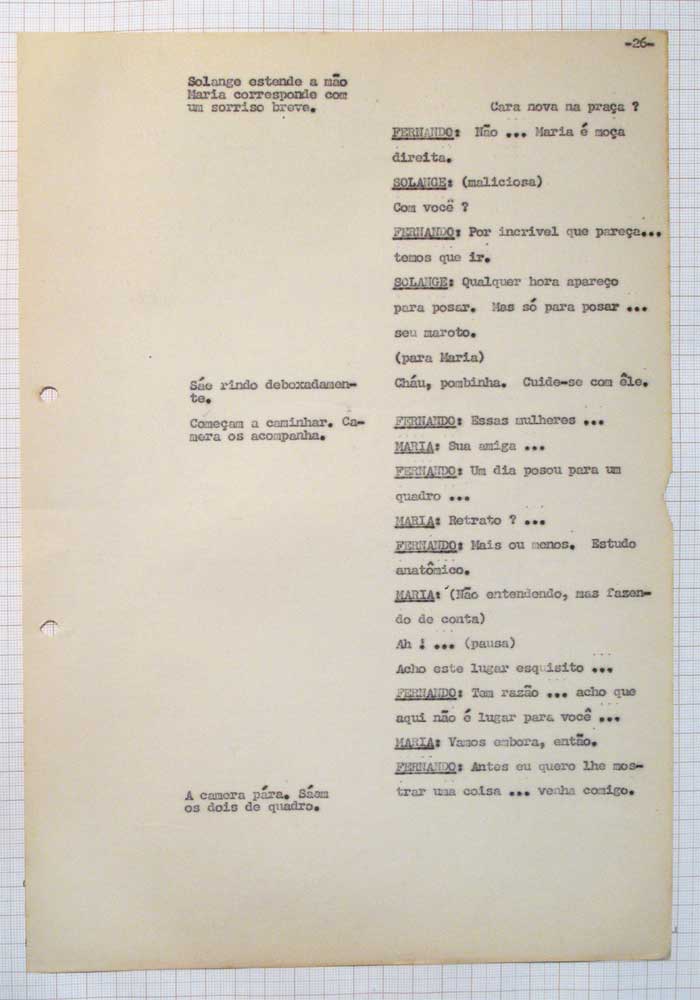 -26-
Solange estende a mão
Maria corresponde com
um sorriso breve.
Cara nova na praça ?
FERNANDO: Não ... Maria é moça
direita.
SOLANGE: (maliciosa)
Com você ?
FERNANDO: Por incrivel que pareça...
temos que ir.
SOLANGE: Qualquer hora apareço
para posar. Mas só para posar ...
seu maroto.
(para Maria)
Sáe rindo deboxadamen-
te.
Cháu, pombinha. Cuide-se com êle.
Começam a caminhar. Ca-
mera os acompanha.
FERNANDO: Essas mulheres ...
MARIA: Sua amiga ...
FERNANDO: Um dia posou para um
quadro ...
MARIA: Retrato ? ...
FERNANDO: Mais ou menos. Estudo
anatômico.
MARIA: (Não entendendo, mas fazen-
do de conta)
Ah ! ... (pausa)
Acho este lugar esquisito ...
FERNANDO: Tem razão ... acho que
aqui não é lugar para você ...
MARIA: Vamos embora, então.
FERNANDO: Antes eu quero lhe mos-
trar uma coisa ... venha comigo.
A camera pára. Sáem
os dois de quadro.